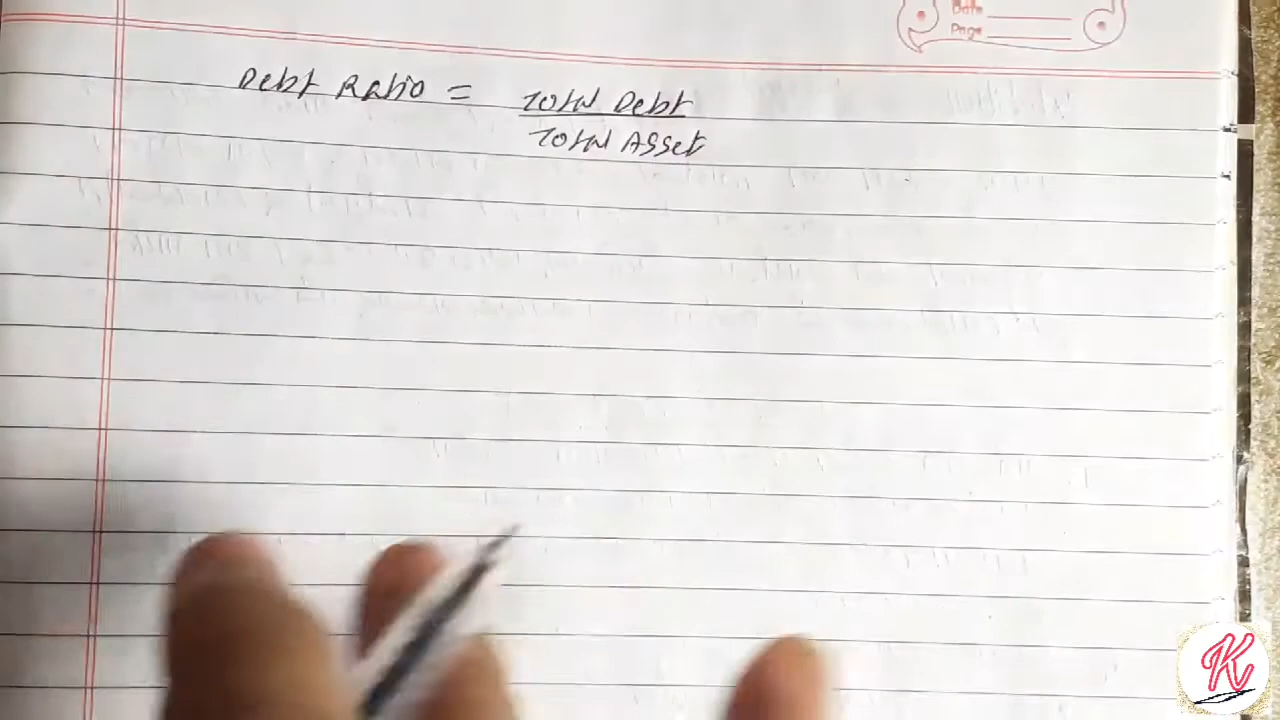 Date
Page
Debt Ratio = Total Debt
Total Asset
K